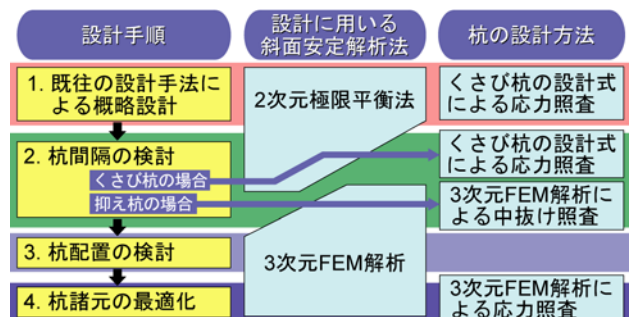 設計手順
設計に用いる
斜面安定解析法
杭の設計方法
1. 既往の設計手法に
よる概略設計
2次元極限平衡法
くさび杭の設計式
による応力照査
2. 杭間隔の検討
くさび杭の場合
抑え杭の場合
くさび杭の設計式
による応力照査
3次元FEM解析に
よる中抜け照査
3. 杭配置の検討
3次元FEM解析
4. 杭諸元の最適化
3次元FEM解析に
よる応力照査